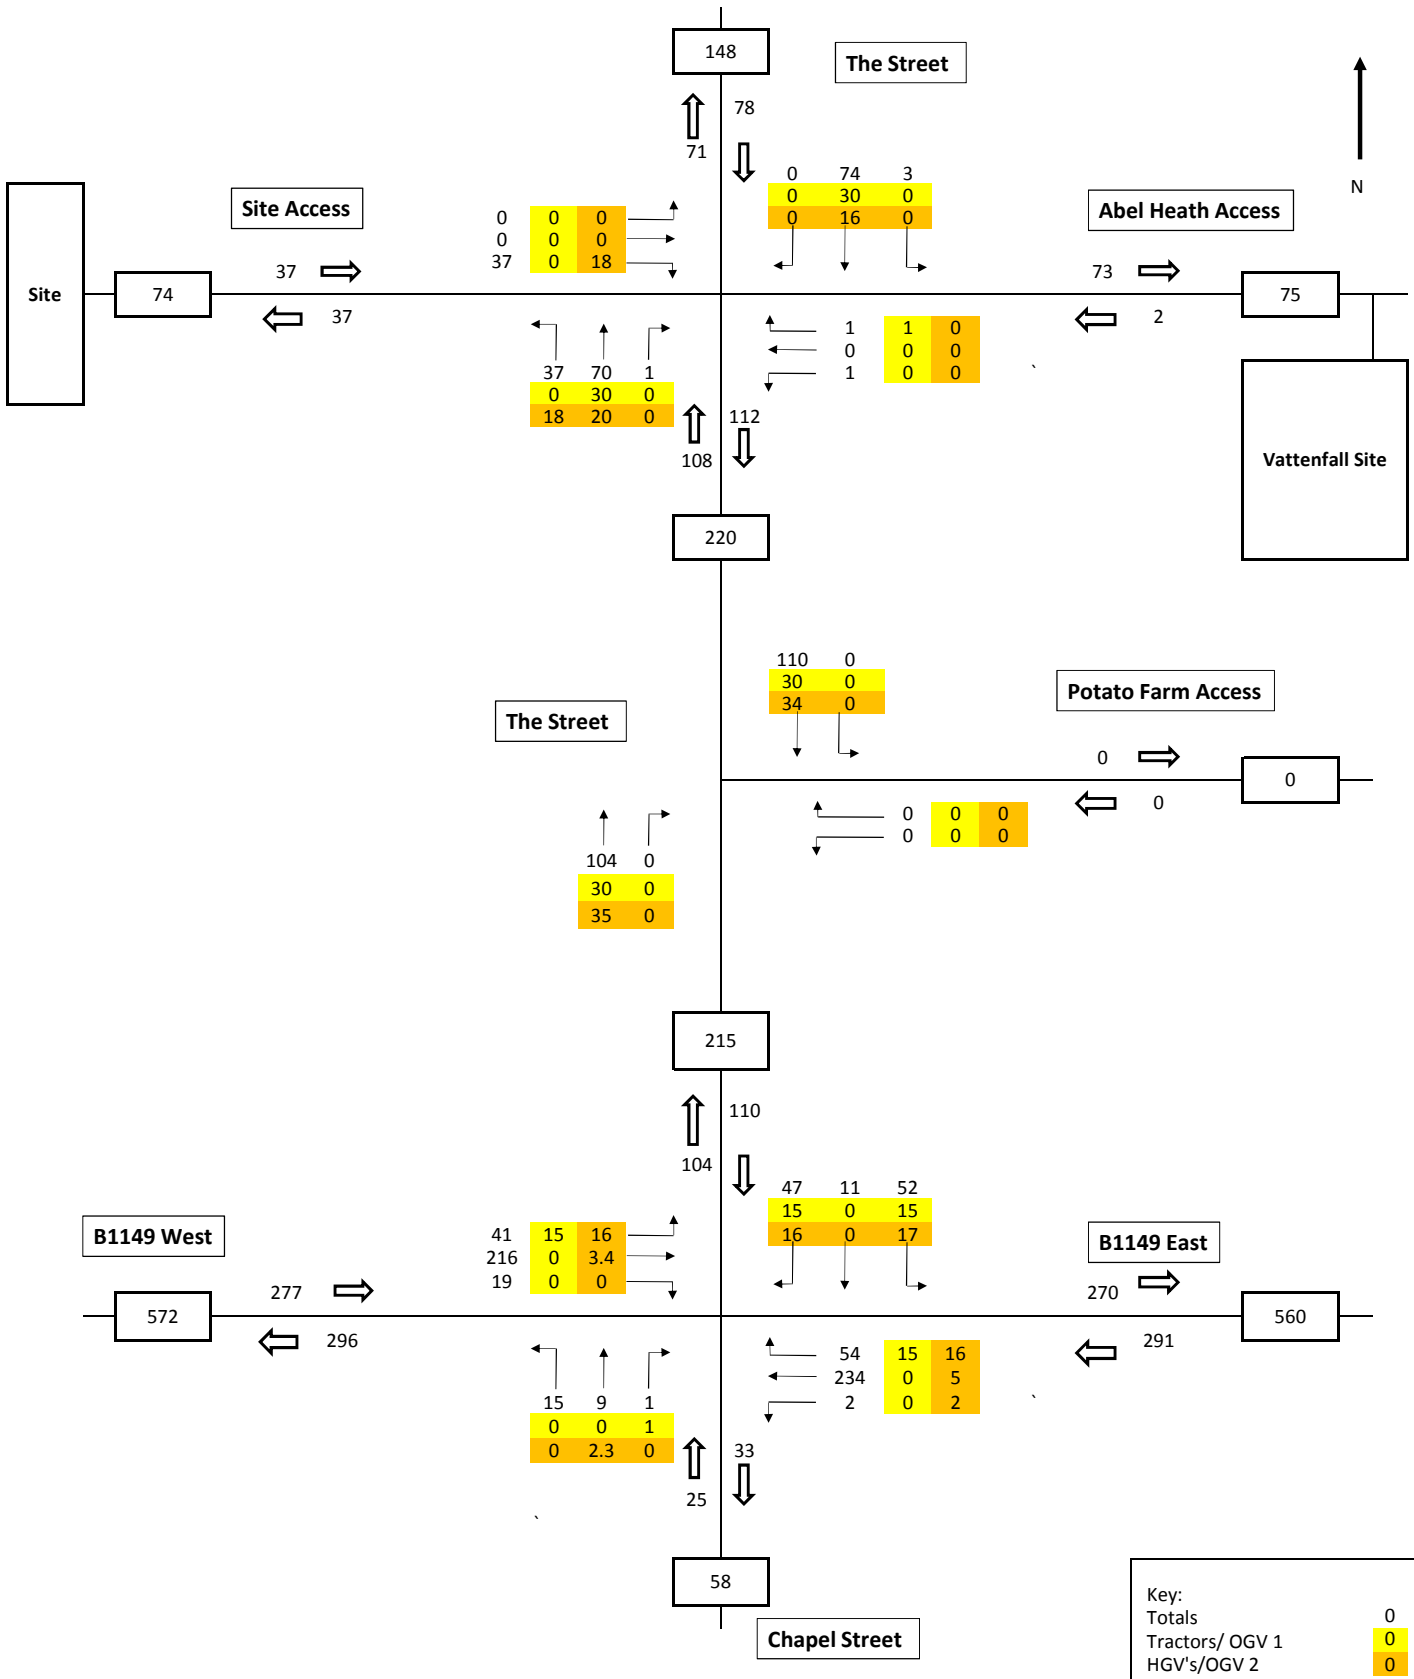 148
The Street
78
71
0 74 3
0 30 0
0 16 0
N
Site Access
Abel Heath Access
0 0 0
0 0 0
37 0 18
Site
74
37
37
73
2
75
1 1 0
0 0 0
1 0 0
37 70 1
0 30 0
18 20 0
112
108
Vattenfall Site
220
110 0
30 0
34 0
Potato Farm Access
The Street
0
0
0
0 0 0
0 0 0
104 0
30 0
35 0
215
110
104
47 11 52
15 0 15
16 0 17
B1149 West
41 15 16
216 0 3.4
19 0 0
B1149 East
277
270
572
560
296
291
54 15 16
234 0 5
2 0 2
15 9 1
0 0 1
0 2.3 0
33
25
58
Chapel Street
Key:
Totals 0
Tractors/ OGV 1 0
HGV's/OGV 2 0